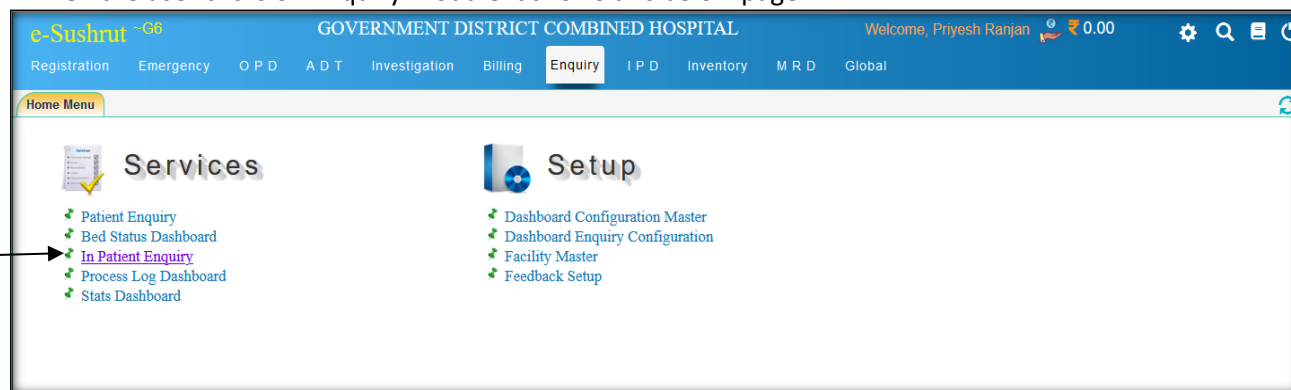 e-Sushrut ~G6 GOVERNMENT DISTRICT COMBINED HOSPITAL Welcome, Priyesh Ranjan ₹ 0.00
Registration Emergency O P D A D T Investigation Billing Enquiry I P D Inventory M R D Global
Home Menu
Services Setup
Patient Enquiry Dashboard Configuration Master
Bed Status Dashboard Dashboard Enquiry Configuration
In Patient Enquiry Facility Master
Process Log Dashboard Feedback Setup
Stats Dashboard